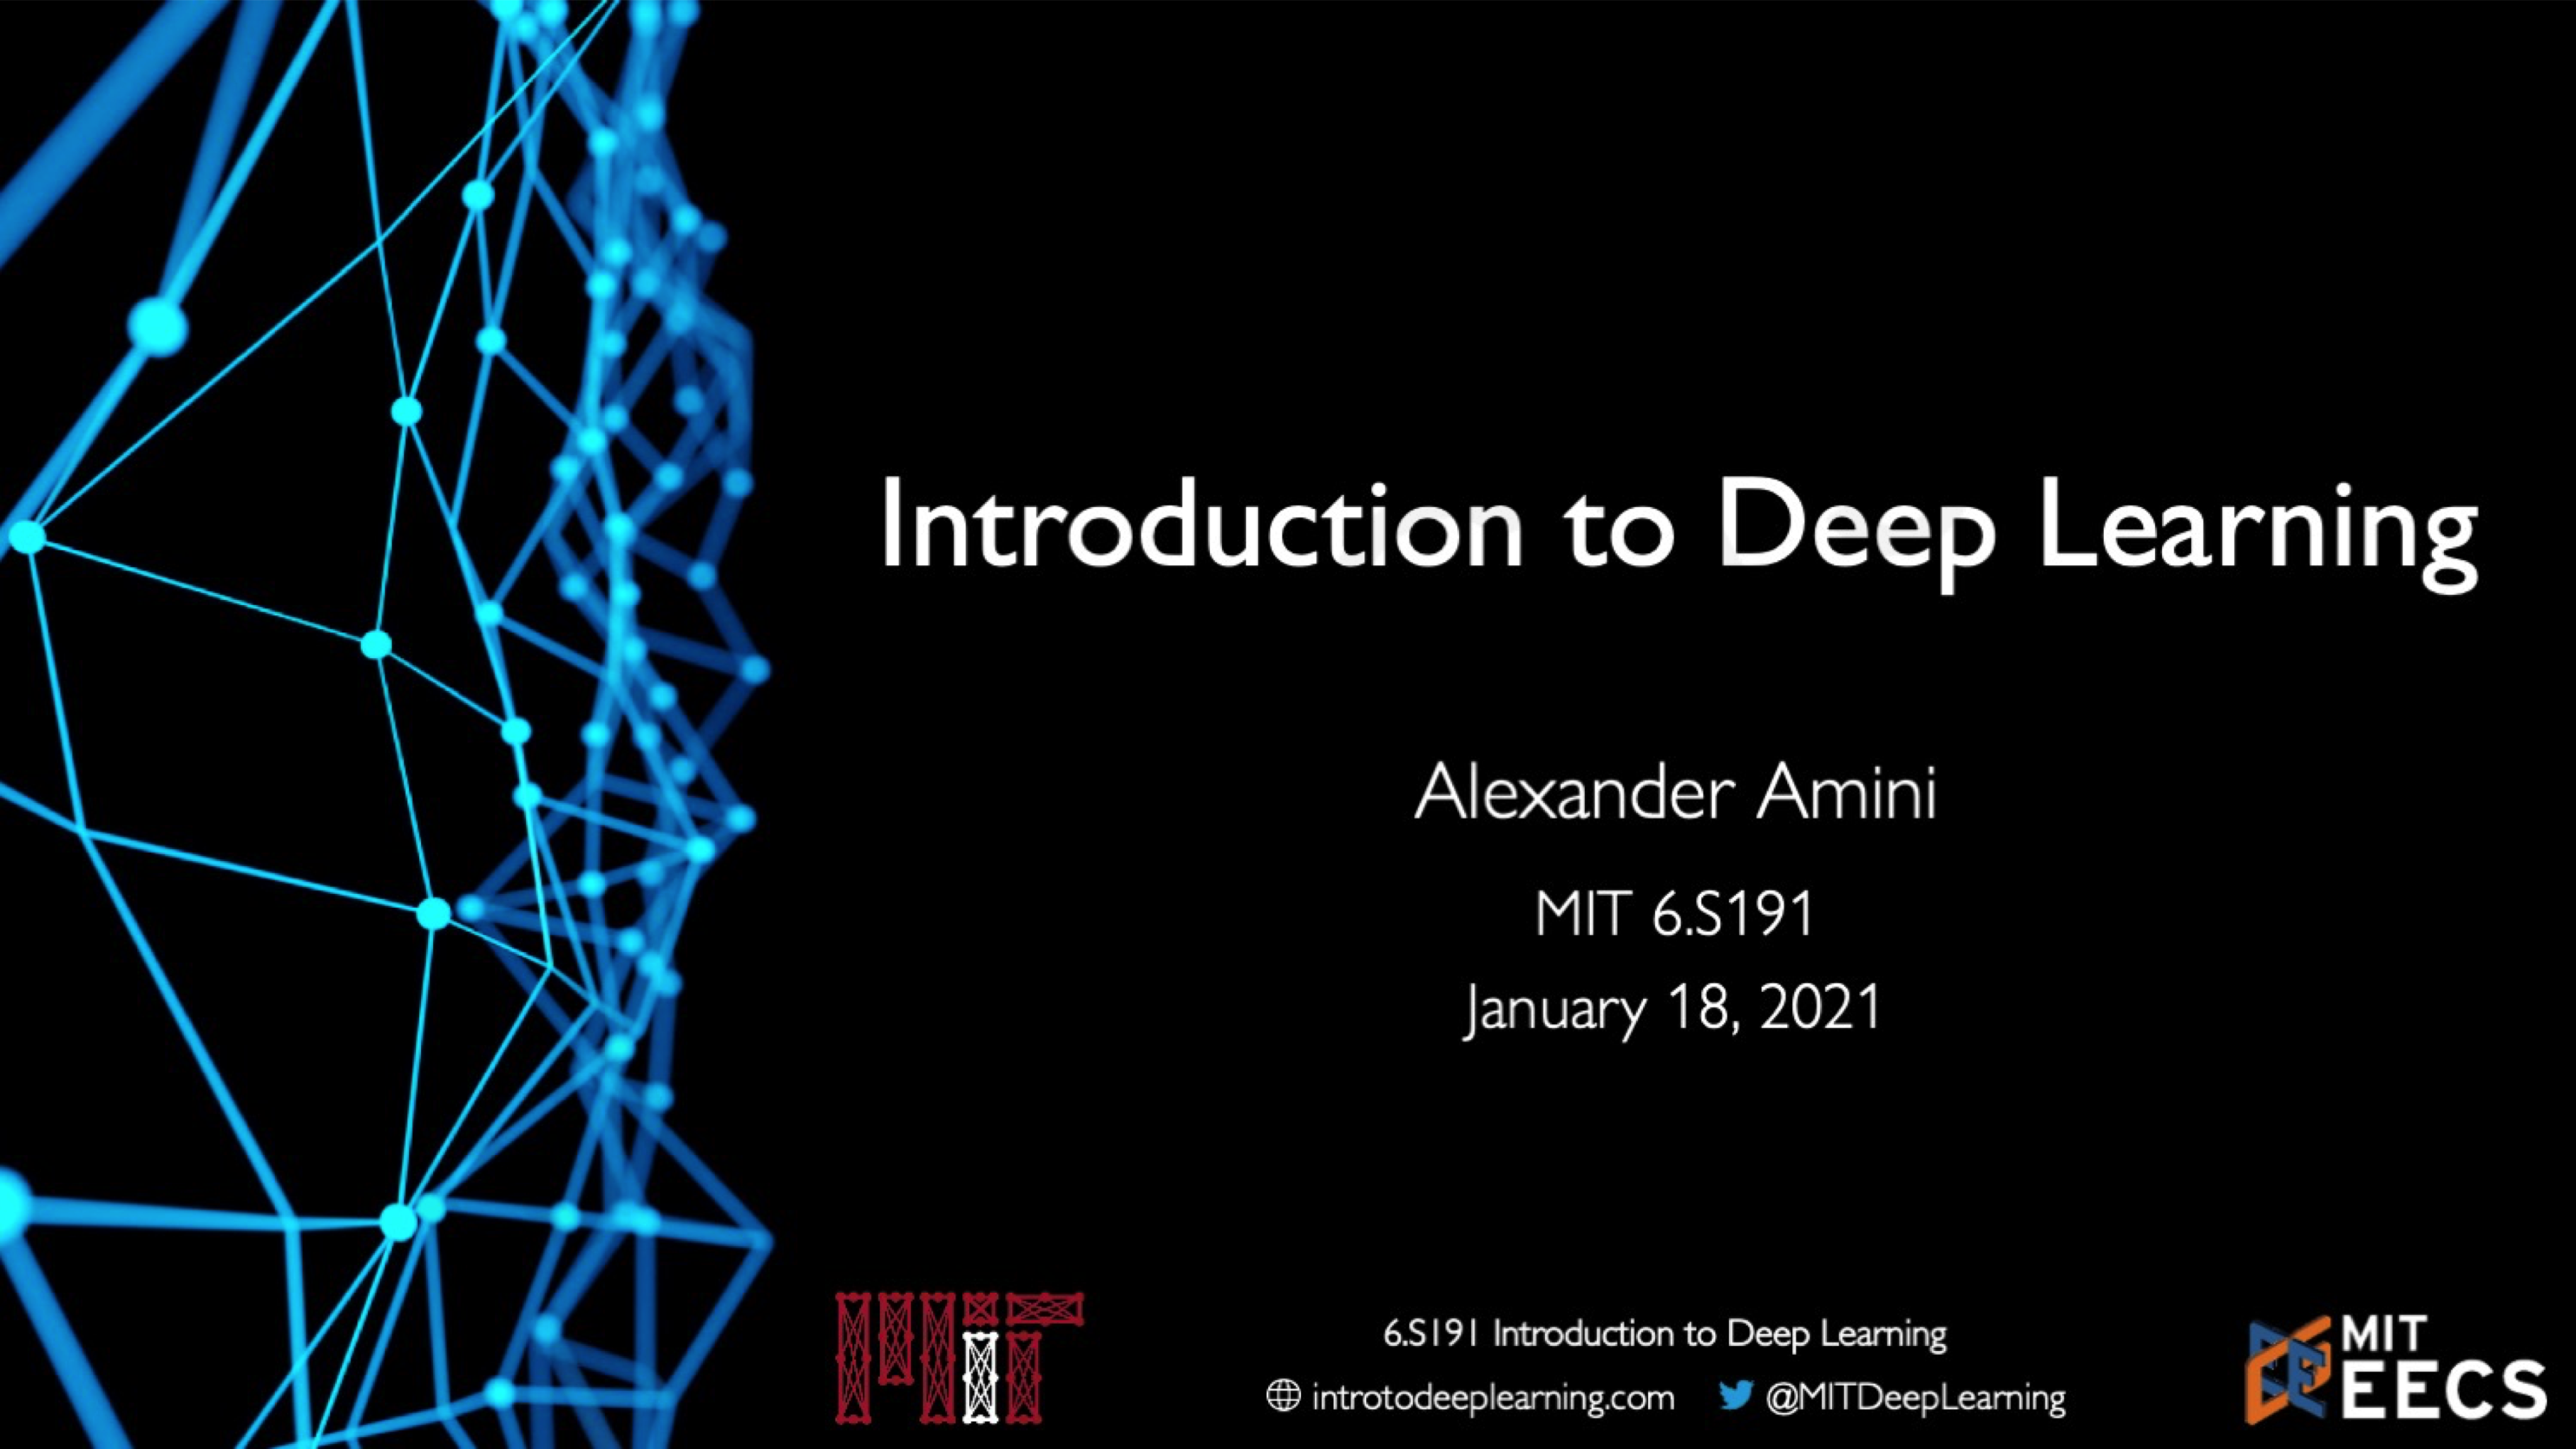 Introduction to Deep Learning
Alexander Amini
MIT 6.S191
January 18, 2021
MIT
6.S191 Introduction to Deep Learning
introtodeeplearning.com @MITDeepLearning
MIT
EECS